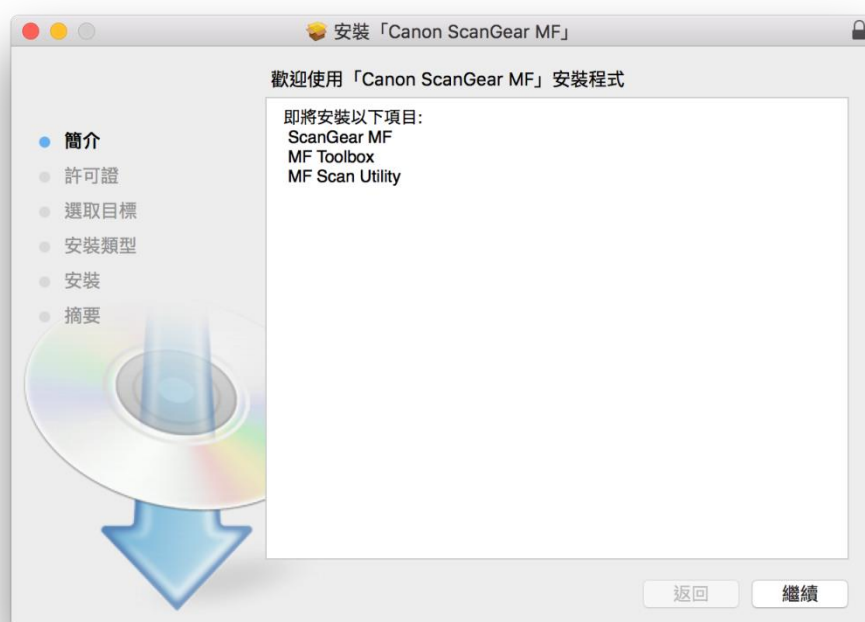 安裝「Canon ScanGear MF」
歡迎使用「Canon ScanGear MF」安裝程式
簡介
許可證
選取目標
安裝類型
安裝
摘要
即將安裝以下項目:
ScanGear MF
MF Toolbox
MF Scan Utility
返回
繼續